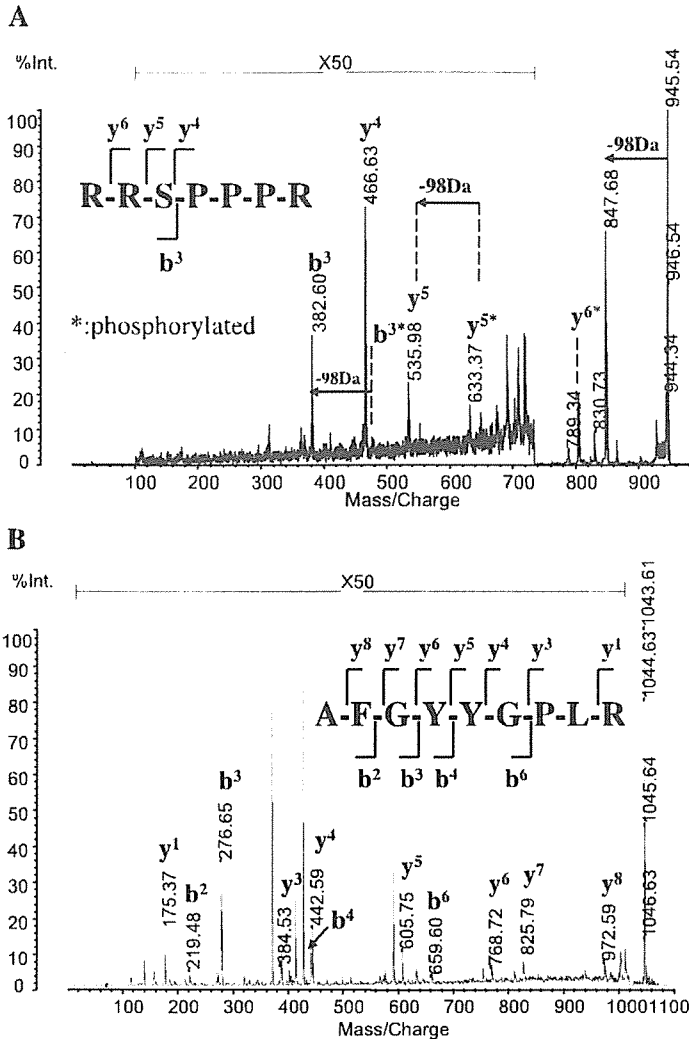 A
%Int.
X50
100
90
80
70
60
50
40
30
20
10
0
y6 y5 y4
R-R-S-P-P-P-R
b3
*:phosphorylated
b3
382.60
-98Da
y4
466.63
b3*
-98Da
y5
535.98
y5*
633.37
y6*
789.34
830.73
847.68
-98Da
945.54
946.54
944.34
100 200 300 400 500 600 700 800 900
Mass/Charge
B
%Int.
X50
100
90
80
70
60
50
40
30
20
10
0
y8 y7 y6 y5 y4 y3 y1
A-F-G-Y-Y-G-P-L-R
b2 b3 b4 b6
y1
175.37
b2
219.48
b3
276.65
y3
384.53
y4
442.59
b4
y5
605.75
b6
659.60
y6
768.72
y7
825.79
y8
972.59
1043.61
1044.63
1045.64
1046.63
100 200 300 400 500 600 700 800 900 1000 1100
Mass/Charge